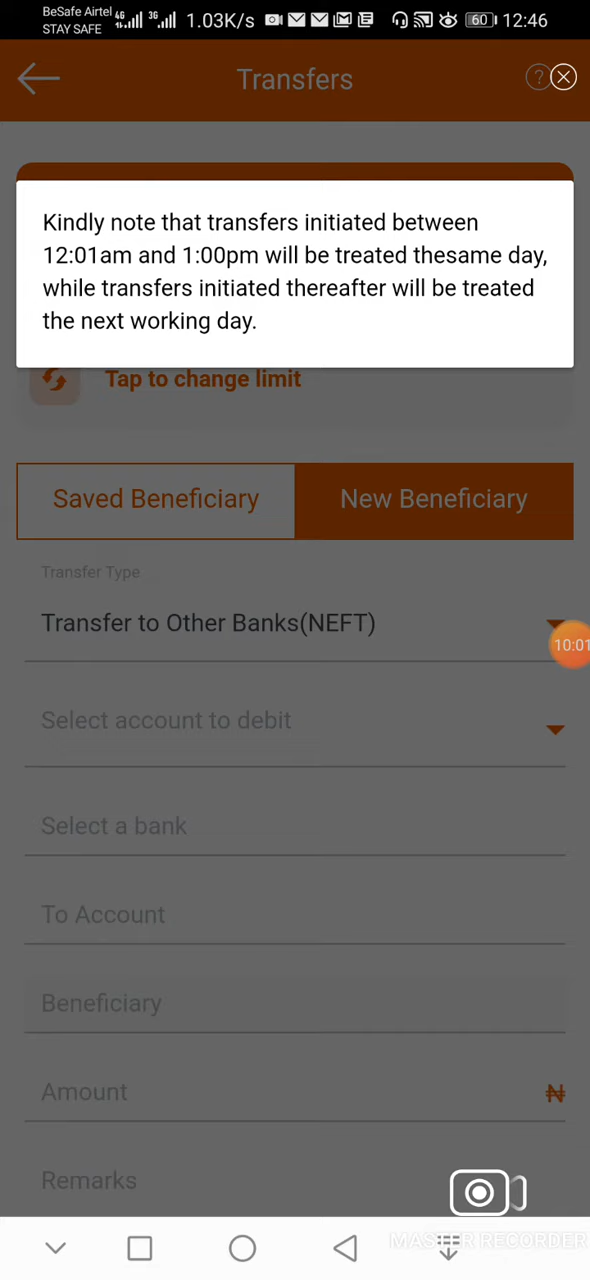 BeSafe Airtel 4G 3G 1.03K/s 60 12:46
STAY SAFE
Transfers ?
Kindly note that transfers initiated between
12:01am and 1:00pm will be treated thesame day,
while transfers initiated thereafter will be treated
the next working day.
Tap to change limit
Saved Beneficiary New Beneficiary
Transfer Type
Transfer to Other Banks(NEFT)
10:01
Select account to debit
Select a bank
To Account
Beneficiary
Amount ₦
Remarks
MASTER RECORDER